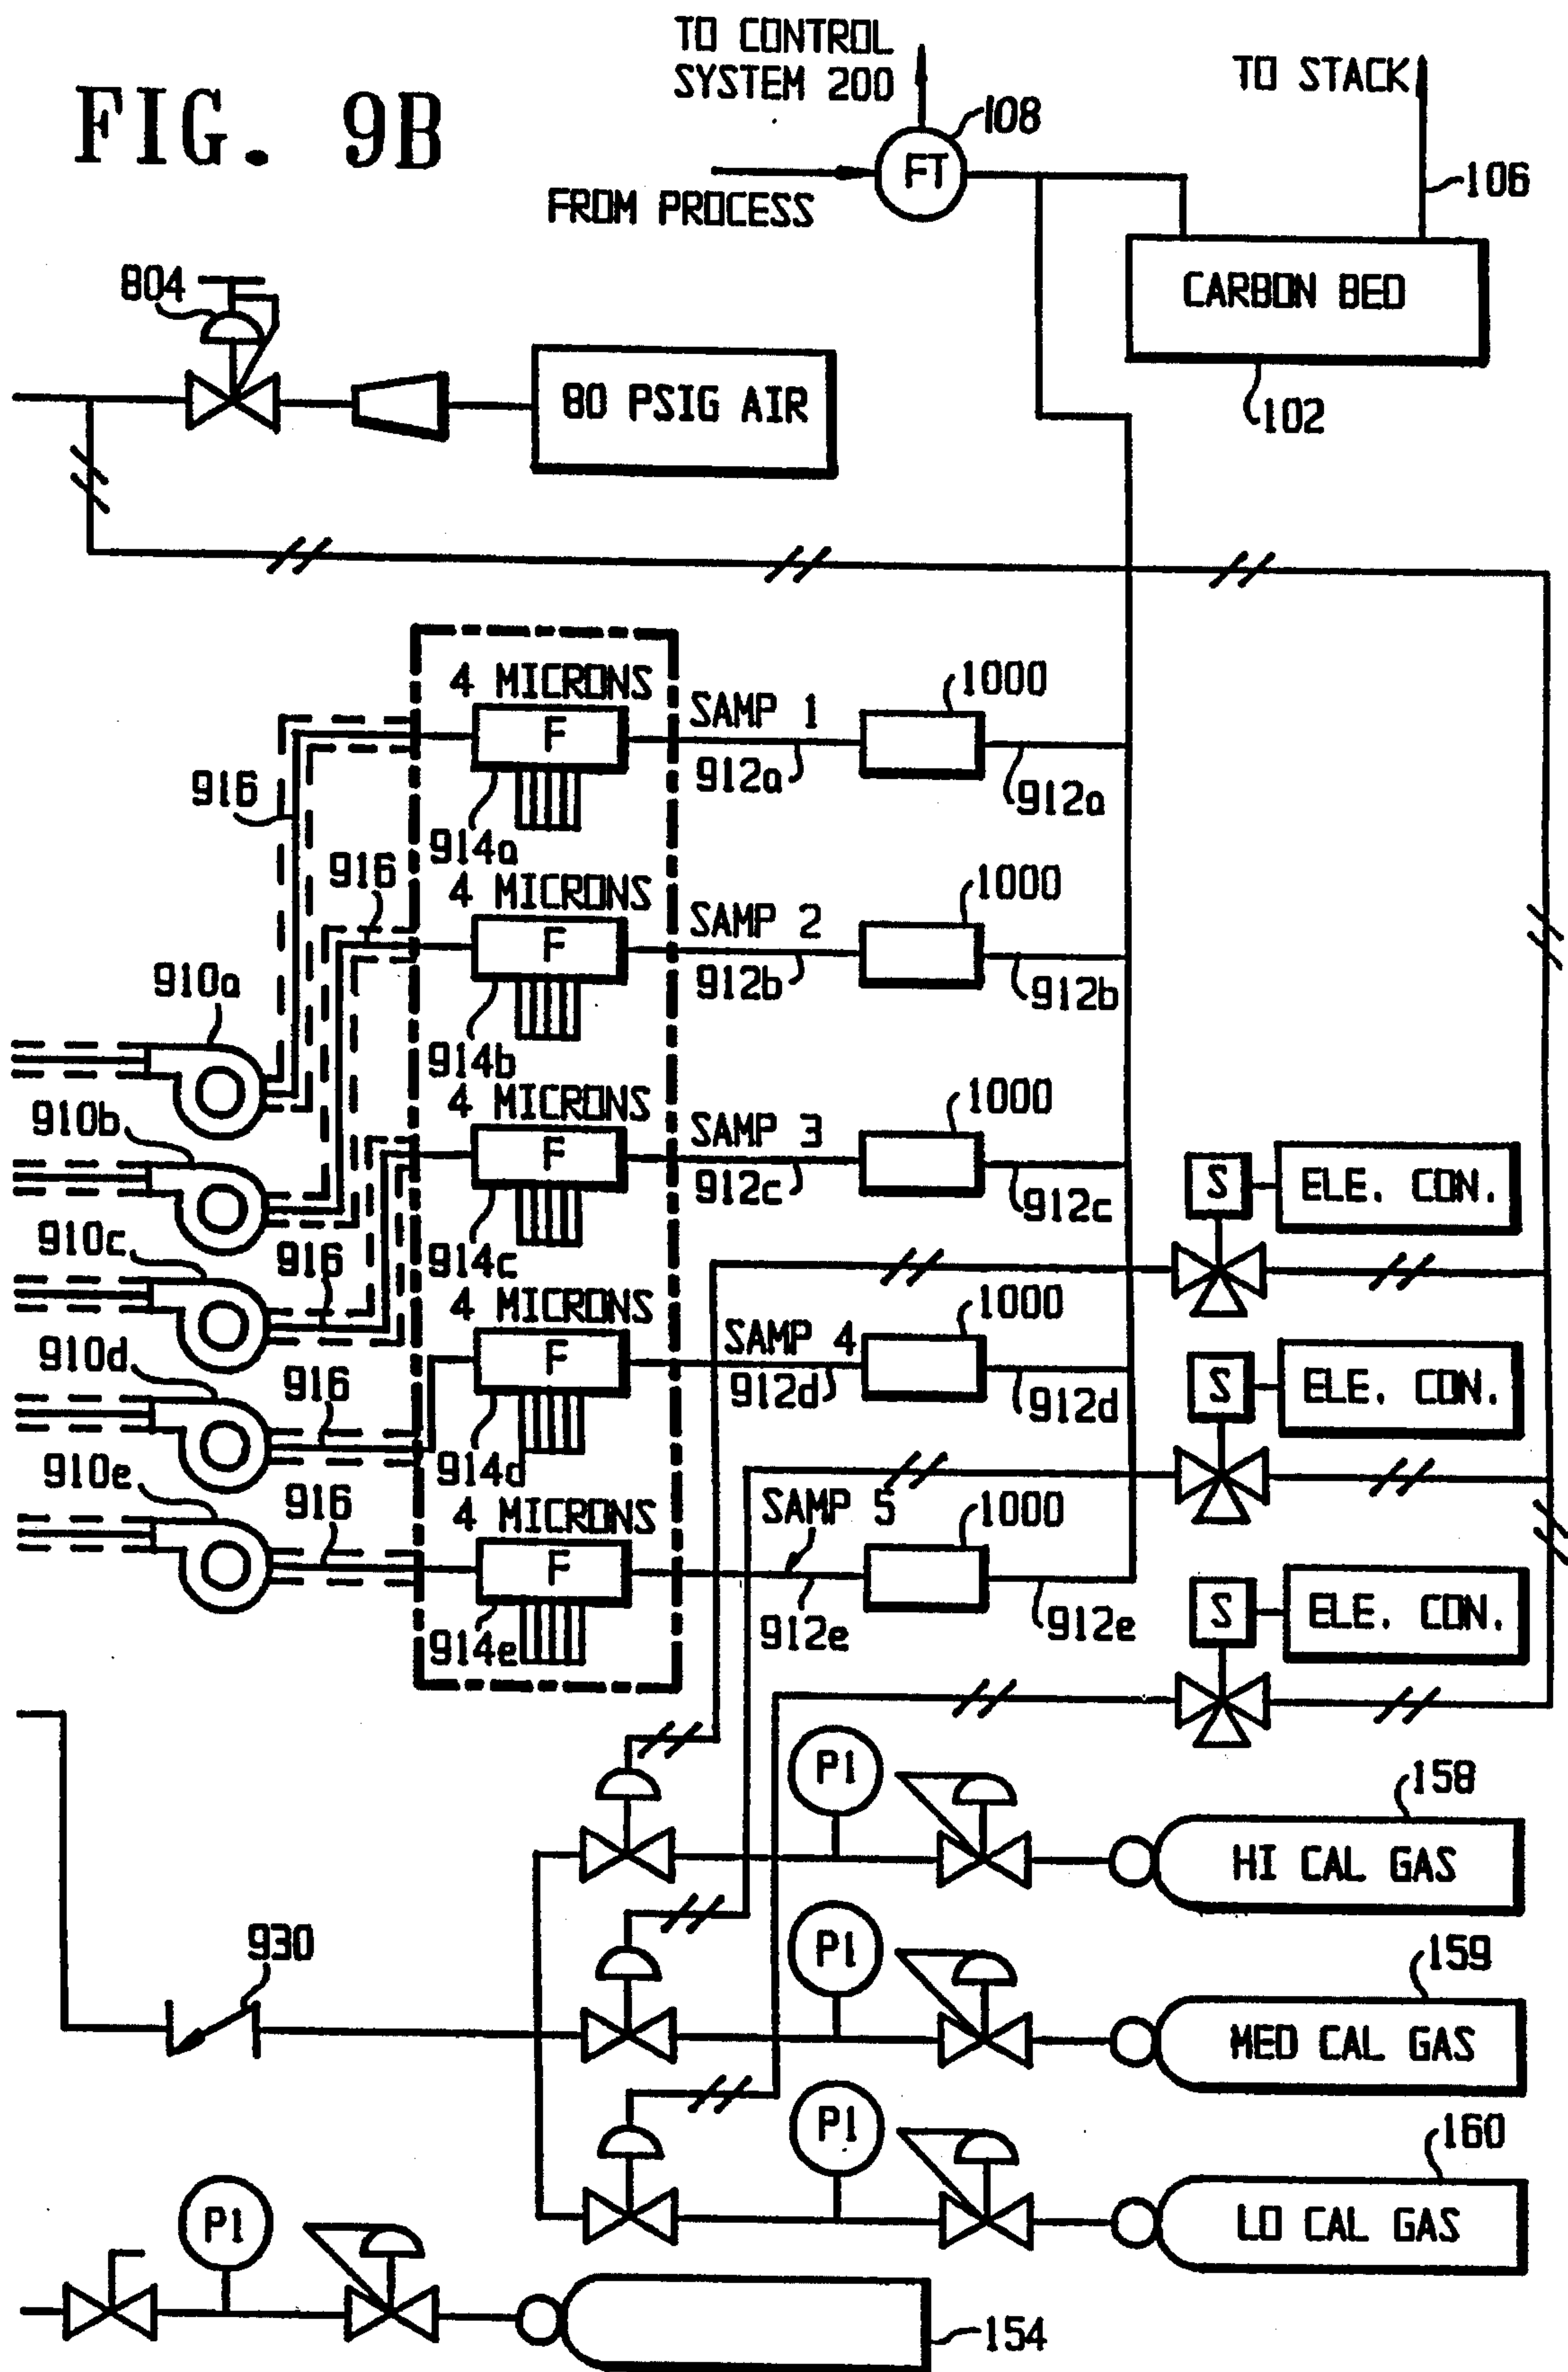 FIG. 9B
TO CONTROL
SYSTEM 200
TO STACK
108
FT
106
FROM PROCESS
804
CARBON BED
80 PSIG AIR
102
4 MICRONS
SAMP 1
1000
F
912a
912a
916
914a
916
4 MICRONS
SAMP 2
1000
F
912b
912b
910a
914b
4 MICRONS
SAMP 3
1000
910b
F
912c
912c
S
ELE. CON.
910c
916
914c
4 MICRONS
1000
SAMP 4
910d
F
912d
912d
S
ELE. CON.
916
914d
910e
916
4 MICRONS
SAMP 5
1000
F
912e
912e
S
ELE. CON.
914e
P1
158
HI CAL GAS
930
P1
159
MED CAL GAS
P1
160
LO CAL GAS
P1
154